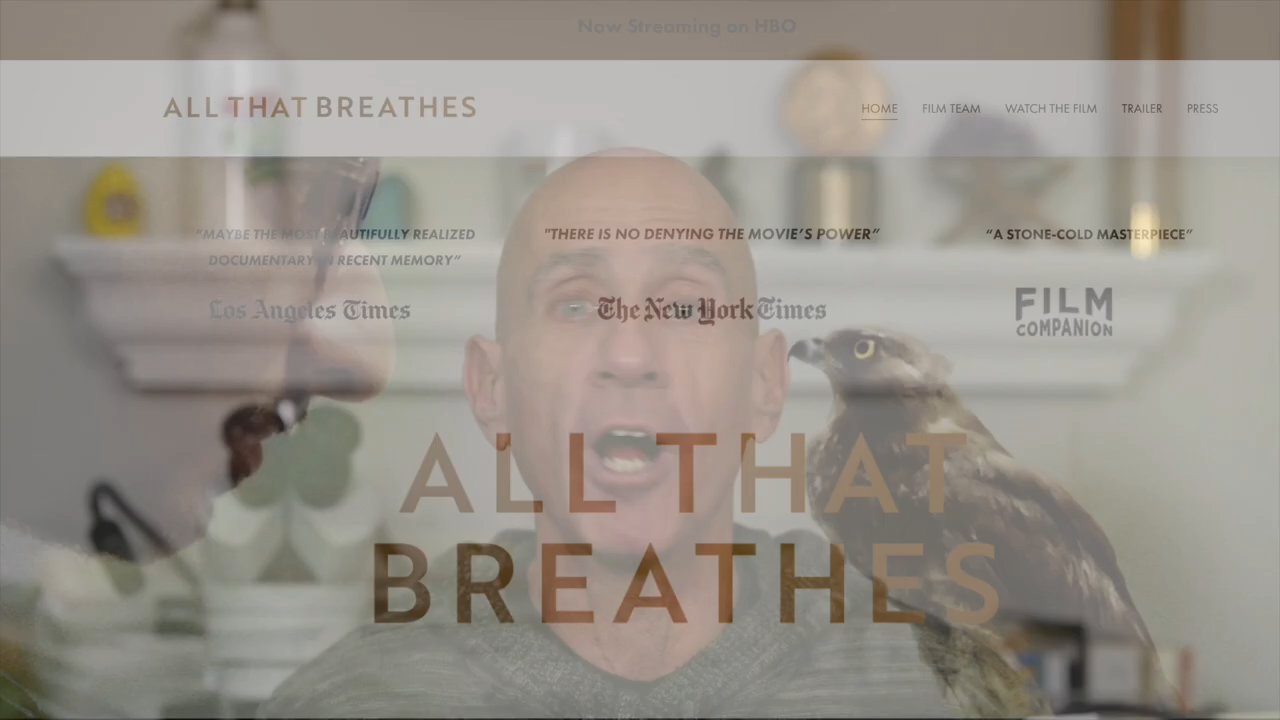 Now Streaming on HBO
ALL THAT BREATHES
HOME FILM TEAM WATCH THE FILM TRAILER PRESS
“MAYBE THE MOST BEAUTIFULLY REALIZED
DOCUMENTARY IN RECENT MEMORY”
Los Angeles Times
"THERE IS NO DENYING THE MOVIE’S POWER”
The New York Times
“A STONE-COLD MASTERPIECE”
FILM
COMPANION
ALL THAT
BREATHES